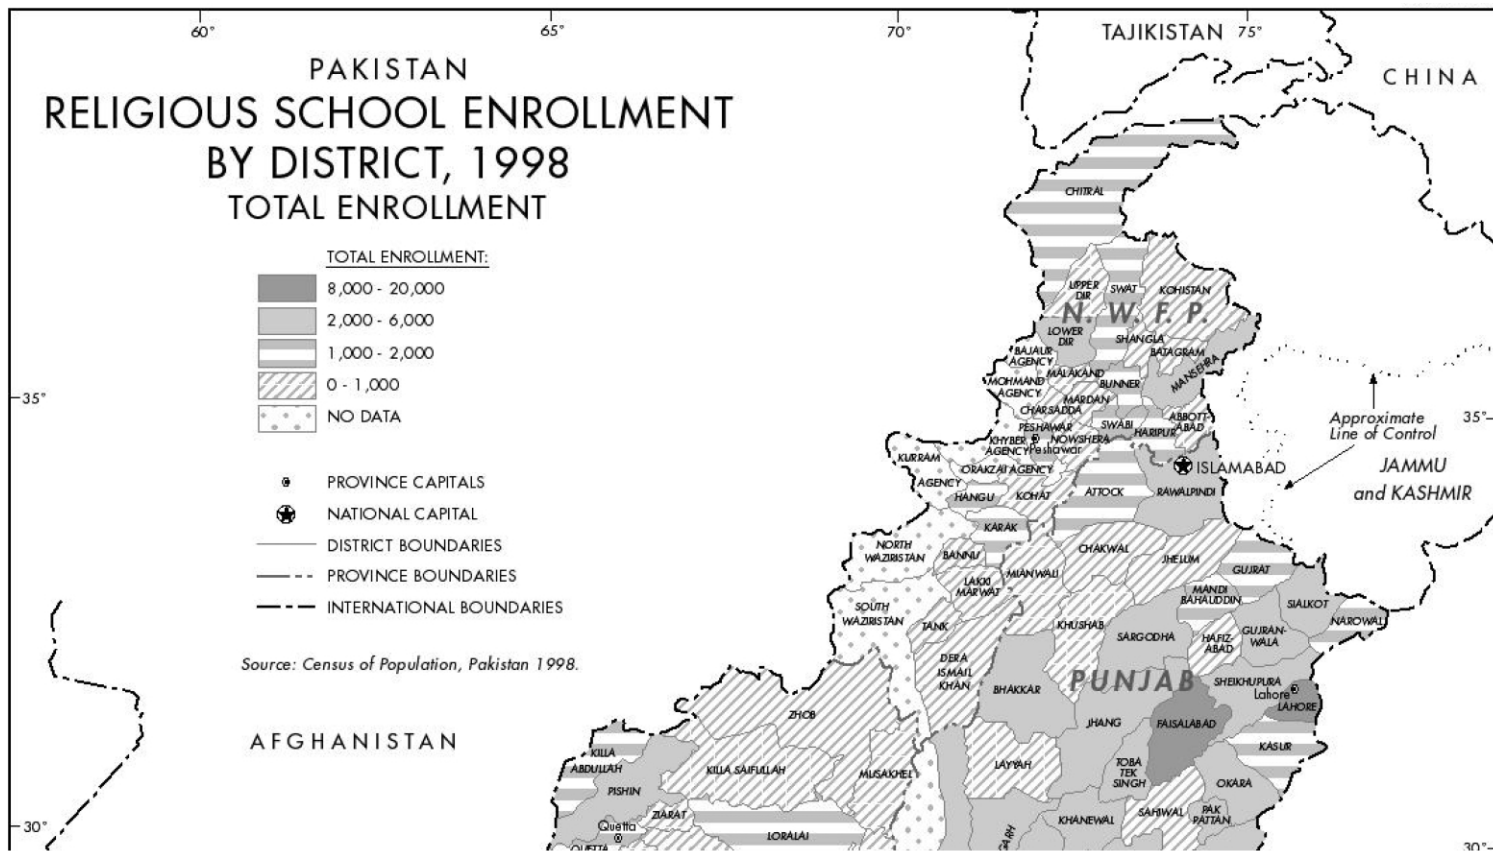 60°
65°
70°
75°
TAJIKISTAN
CHINA
PAKISTAN
RELIGIOUS SCHOOL ENROLLMENT
BY DISTRICT, 1998
TOTAL ENROLLMENT
TOTAL ENROLLMENT:
8,000 - 20,000
2,000 - 6,000
1,000 - 2,000
0 - 1,000
NO DATA
PROVINCE CAPITALS
NATIONAL CAPITAL
DISTRICT BOUNDARIES
PROVINCE BOUNDARIES
INTERNATIONAL BOUNDARIES
Source: Census of Population, Pakistan 1998.
AFGHANISTAN
35°
30°
35°
30°
CHITRAL
UPPER
DIR
SWAT
KOHISTAN
N. W. F. P.
LOWER
DIR
SHANGLA
BATAGRAM
MANSEHRA
BAJAUR
AGENCY
MALAKAND
BUNNER
MOHMAND
AGENCY
MARDAN
CHARSADDA
PESHAWAR
SWABI
HARIPUR
ABBOTT-
ABAD
KHYBER
AGENCY
Peshawar
NOWSHERA
KURRAM
AGENCY
ORAKZAI AGENCY
HANGU
KOHAT
ATTOCK
RAWALPINDI
ISLAMABAD
Approximate
Line of Control
JAMMU
and KASHMIR
KARAK
NORTH
WAZIRISTAN
BANNU
LAKKI
MARWAT
MIANWALI
CHAKWAL
JHELUM
GUJRAT
SOUTH
WAZIRISTAN
TANK
KHUSHAB
MANDI
BAHAUDDIN
SIALKOT
NAROWAL
SARGODHA
HAFIZ-
ABAD
GUJRAN-
WALA
DERA
ISMAIL
KHAN
BHAKKAR
PUNJAB
SHEIKHUPURA
Lahore
LAHORE
ZHOB
JHANG
FAISALABAD
KASUR
KILLA
ABDULLAH
KILLA SAIFULLAH
MUSAKHEL
LAYYAH
TOBA
TEK
SINGH
OKARA
PISHIN
ZIARAT
SAHIWAL
PAK
PATTAN
KHANEWAL
Quetta
QUETTA
LORALAI